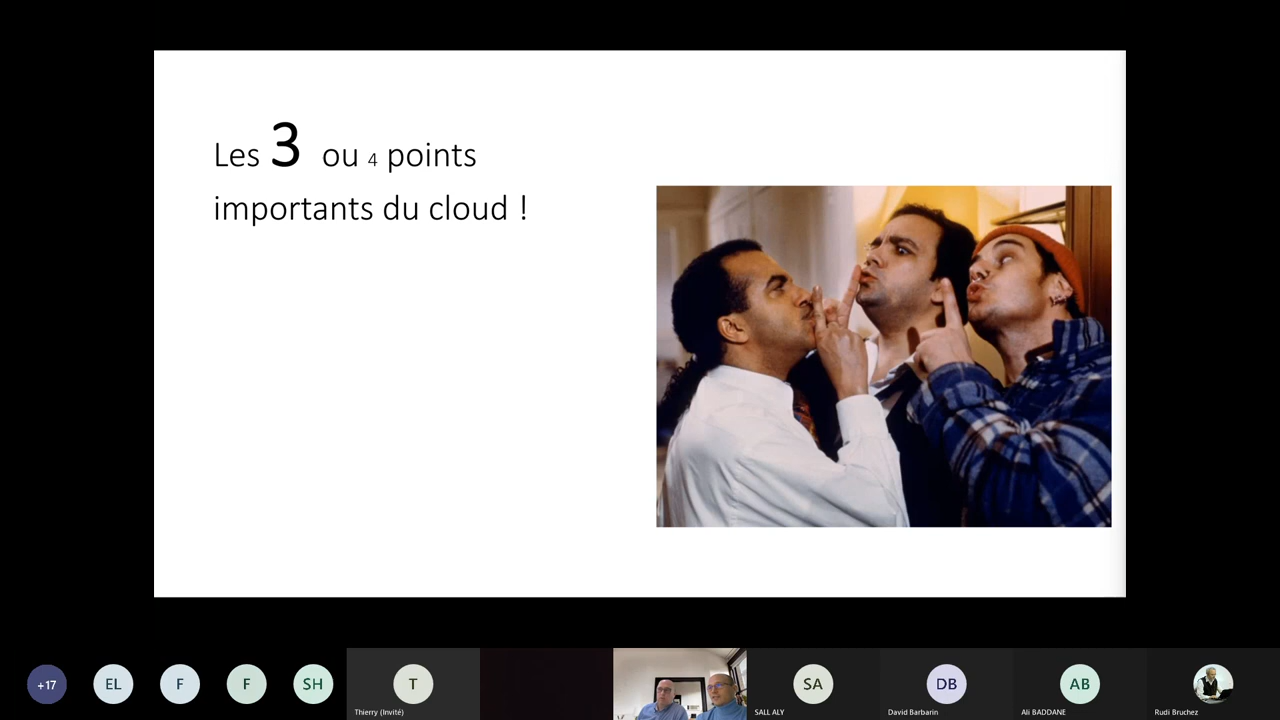 Les 3 ou 4 points
importants du cloud !
+17
EL
F
F
SH
T
Thierry (Invité)
SA
SALL ALY
DB
David Barbarin
AB
Ali BADDANE
Rudi Bruchez